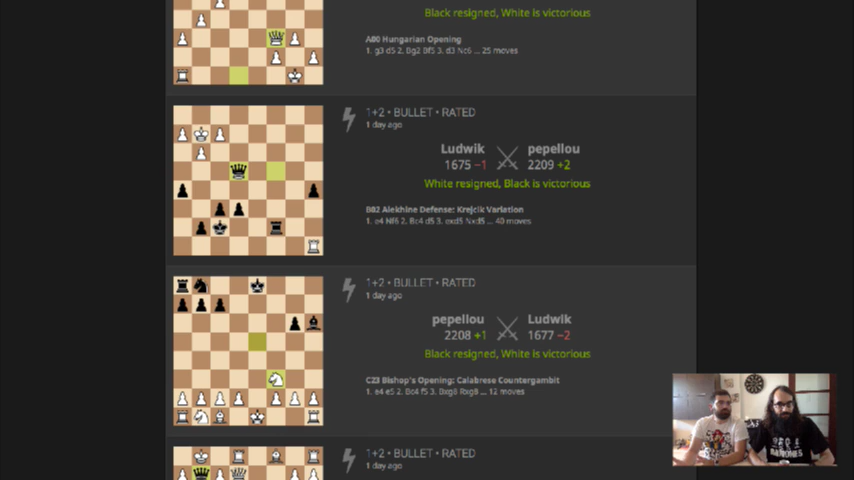 Black resigned, White is victorious
A00 Hungarian Opening
1. g3 d5 2. Bg2 Bf5 3. d3 Nc6 ... 25 moves
1+2 • BULLET • RATED
1 day ago
Ludwik pepellou
1675 −1 2209 +2
White resigned, Black is victorious
B02 Alekhine Defense: Krejcik Variation
1. e4 Nf6 2. Bc4 d5 3. exd5 Nxd5 ... 40 moves
1+2 • BULLET • RATED
1 day ago
pepellou Ludwik
2208 +1 1677 −2
Black resigned, White is victorious
C23 Bishop's Opening: Calabrese Countergambit
1. e4 e5 2. Bc4 f5 3. Bxg8 Rxg8 ... 12 moves
1+2 • BULLET • RATED
1 day ago
RAMONES